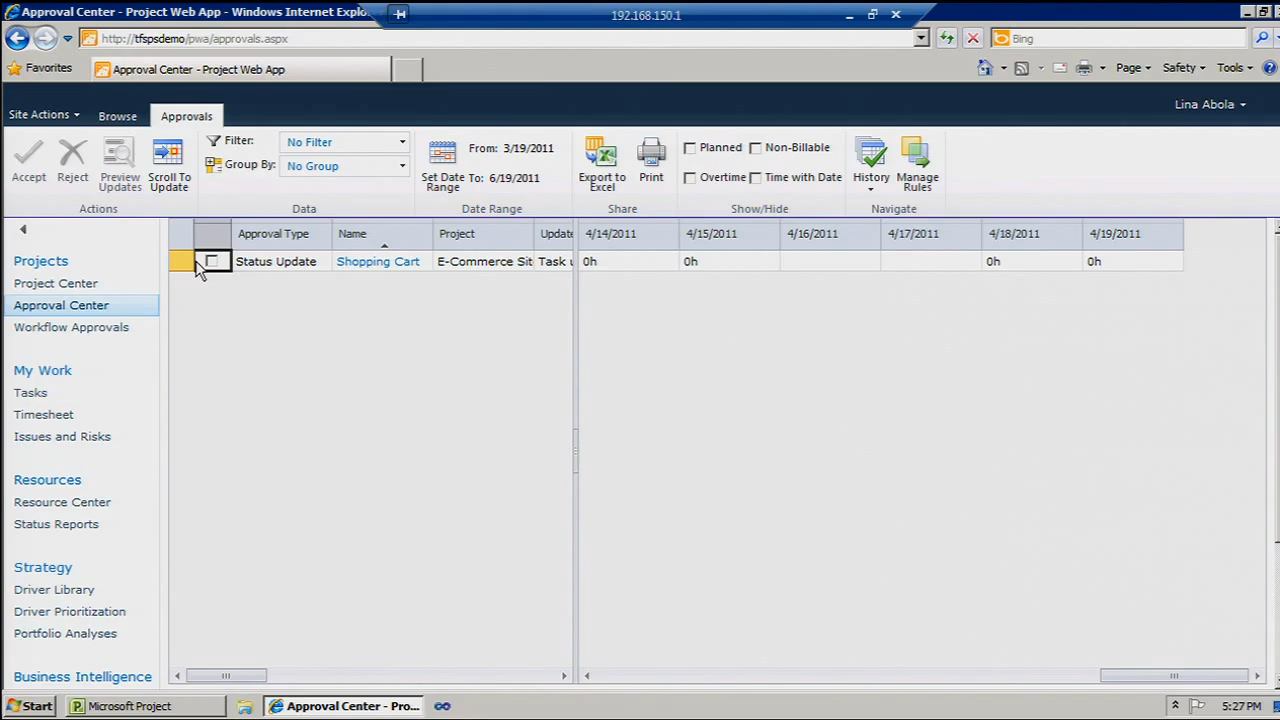 Approval Center - Project Web App - Windows Internet Explo
192.168.150.1
http://tfspsdemo/pwa/approvals.aspx
Bing
Favorites
Approval Center - Project Web App
Page
Safety
Tools
Site Actions
Browse
Approvals
Lina Abola
Accept
Reject
Preview Updates
Scroll To Update
Actions
Filter: No Filter
Group By: No Group
Data
Set Date Range
From: 3/19/2011
To: 6/19/2011
Date Range
Export to Excel
Print
Share
Planned
Non-Billable
Overtime
Time with Date
Show/Hide
History
Manage Rules
Navigate
Projects
Project Center
Approval Center
Workflow Approvals
My Work
Tasks
Timesheet
Issues and Risks
Resources
Resource Center
Status Reports
Strategy
Driver Library
Driver Prioritization
Portfolio Analyses
Business Intelligence
Approval Type Name Project Update 4/14/2011 4/15/2011 4/16/2011 4/17/2011 4/18/2011 4/19/2011
Status Update Shopping Cart E-Commerce Sit Task u 0h 0h 0h 0h
Start
Microsoft Project
Approval Center - Pro...
5:27 PM